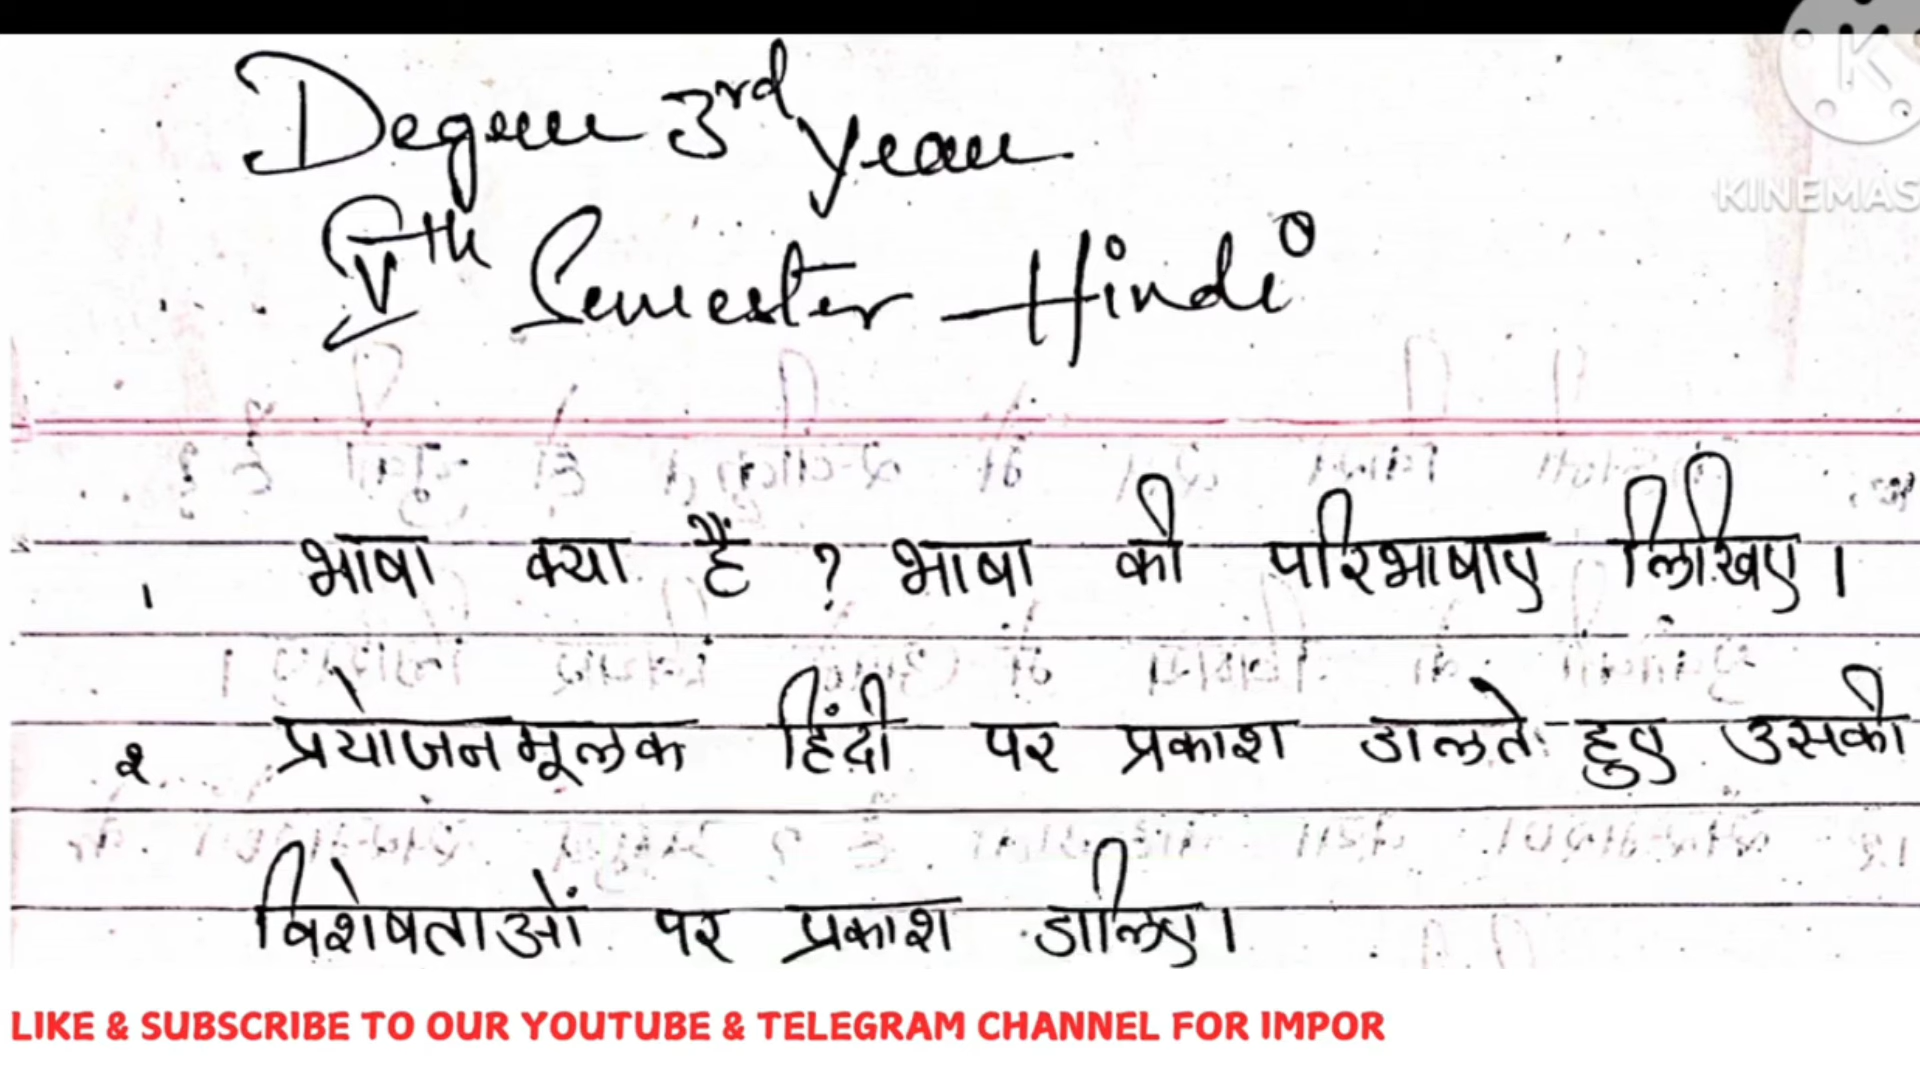 Degree 3rd Year
Vth Semester Hindi
KINEMAS
1 भाषा क्या है ? भाषा की परिभाषाए लिखिए ।
२ प्रयोजनमूलक हिंदी पर प्रकाश डालते हुए उसकी
विशेषताओं पर प्रकाश डालिए ।
LIKE & SUBSCRIBE TO OUR YOUTUBE & TELEGRAM CHANNEL FOR IMPOR